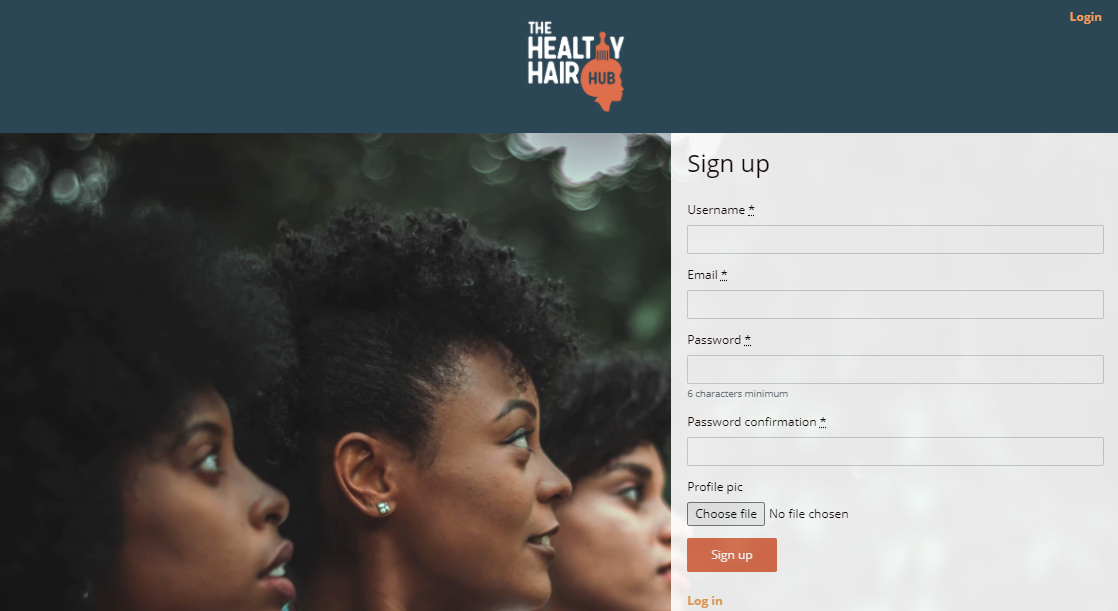 Login
THE
HEALTHY
HAIR HUB
Sign up
Username *
Email *
Password *
6 characters minimum
Password confirmation *
Profile pic
Choose file No file chosen
Sign up
Log in